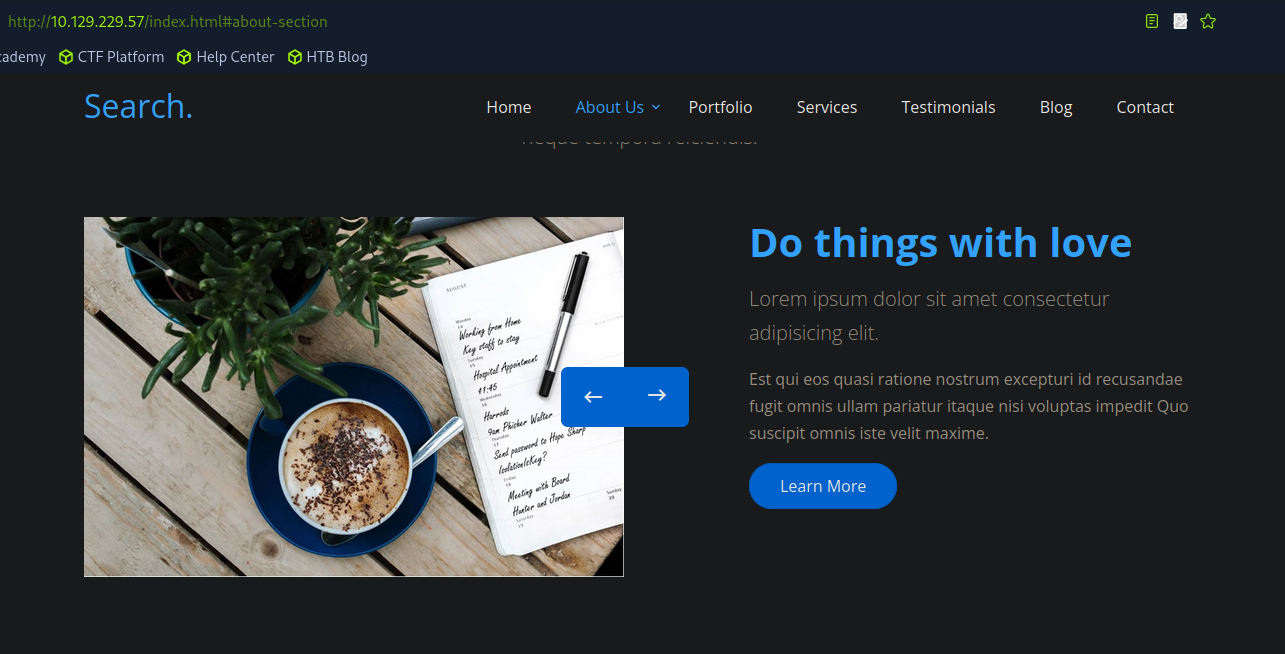 http://10.129.229.57/index.html#about-section
cademy CTF Platform Help Center HTB Blog
Search. Home About Us Portfolio Services Testimonials Blog Contact
neque tempora reiciendis.
AUGUST
Monday
14
Working from Home
Key staff to stay
Tuesday
15
Hospital Appointment
11:45
Wednesday
16
Harrods
9am Phisher Walter
Thursday
17
Send password to Hope Sharp
IsolationIsKey?
Friday
18
Meeting with Board
Hunter and Jordan
Saturday
19
Sunday
Do things with love
Lorem ipsum dolor sit amet consectetur
adipisicing elit.
Est qui eos quasi ratione nostrum excepturi id recusandae
fugit omnis ullam pariatur itaque nisi voluptas impedit Quo
suscipit omnis iste velit maxime.
Learn More